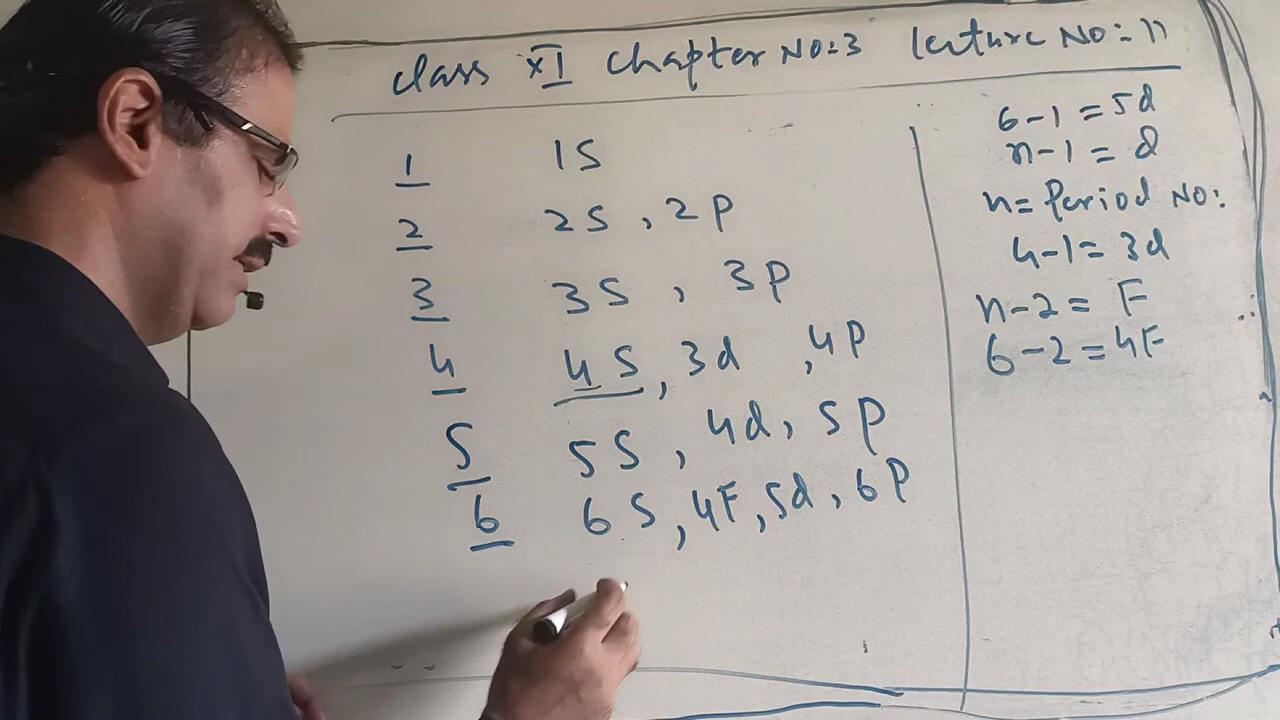 class XI chapter No:3 lecture No:11
1 1S
2 2S, 2P
3 3S, 3P
4 4S, 3d, 4P
5 5S, 4d, 5P
6 6S, 4F, 5d, 6P
6-1=5d
n-1=d
n=Period No:
4-1=3d
n-2=F
6-2=4F